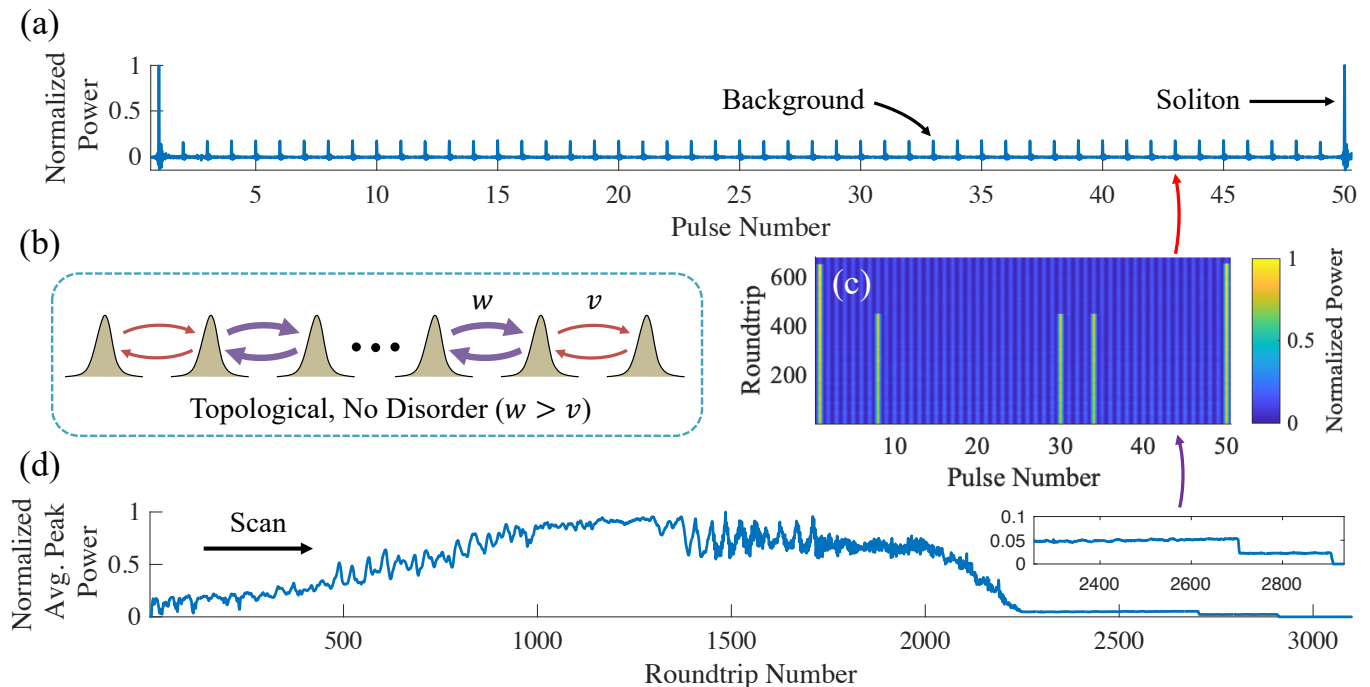 (a)
Normalized
Power
1
0.5
0
Background
Soliton
5 10 15 20 25 30 35 40 45 50
Pulse Number
(b)
w v
Topological, No Disorder (w > v)
(c)
Roundtrip
600
400
200
10 20 30 40 50
Pulse Number
1
0.5
0
Normalized Power
(d)
Normalized
Avg. Peak
Power
1
0.5
0
Scan
0.1
0.05
0
2400 2600 2800
500 1000 1500 2000 2500 3000
Roundtrip Number